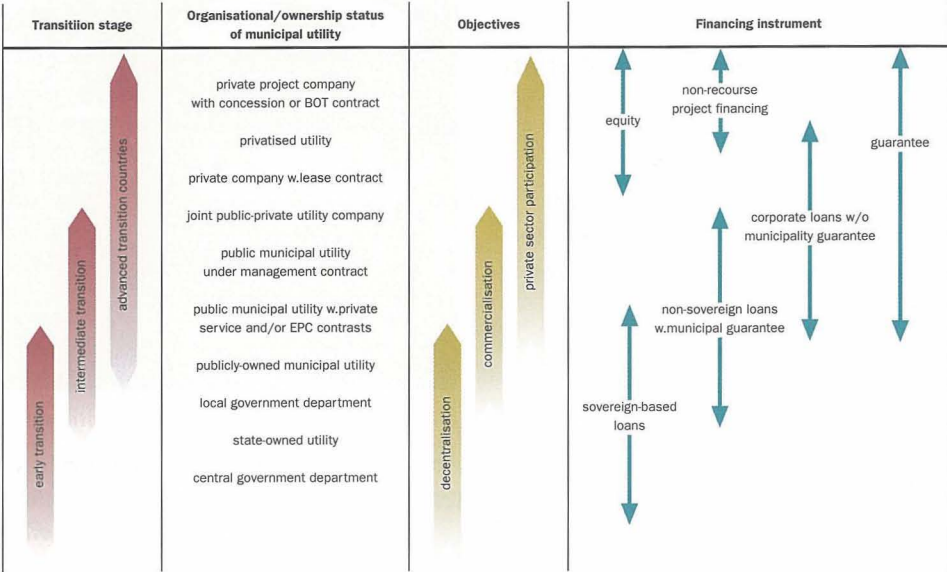 Transitiion stage
Organisational/ownership status
of municipal utility
Objectives
Financing instrument
early transition
intermediate transition
advanced transition countries
private project company
with concession or BOT contract
privatised utility
private company w.lease contract
joint public-private utility company
public municipal utility
under management contract
public municipal utility w.private
service and/or EPC contrasts
publicly-owned municipal utility
local government department
state-owned utility
central government department
decentralisation
commercialisation
private sector participation
equity
non-recourse
project financing
guarantee
corporate loans w/o
municipality guarantee
non-sovereign loans
w.municipal guarantee
sovereign-based
loans